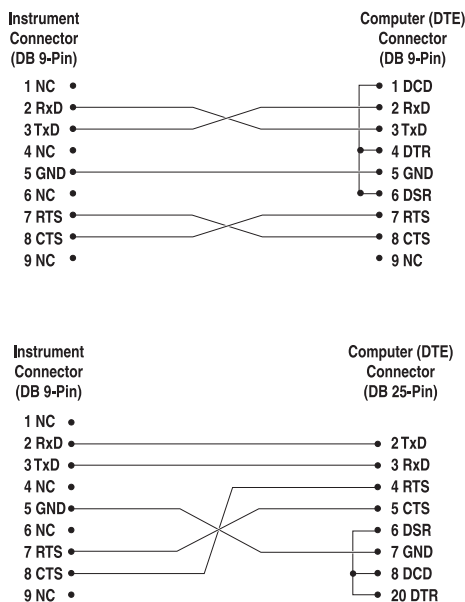 Instrument
Connector
(DB 9-Pin)
Computer (DTE)
Connector
(DB 9-Pin)
1 NC
1 DCD
2 RxD
2 RxD
3 TxD
3 TxD
4 NC
4 DTR
5 GND
5 GND
6 NC
6 DSR
7 RTS
7 RTS
8 CTS
8 CTS
9 NC
9 NC
Instrument
Connector
(DB 9-Pin)
Computer (DTE)
Connector
(DB 25-Pin)
1 NC
2 RxD
2 TxD
3 TxD
3 RxD
4 NC
4 RTS
5 GND
5 CTS
6 NC
6 DSR
7 RTS
7 GND
8 CTS
8 DCD
9 NC
20 DTR